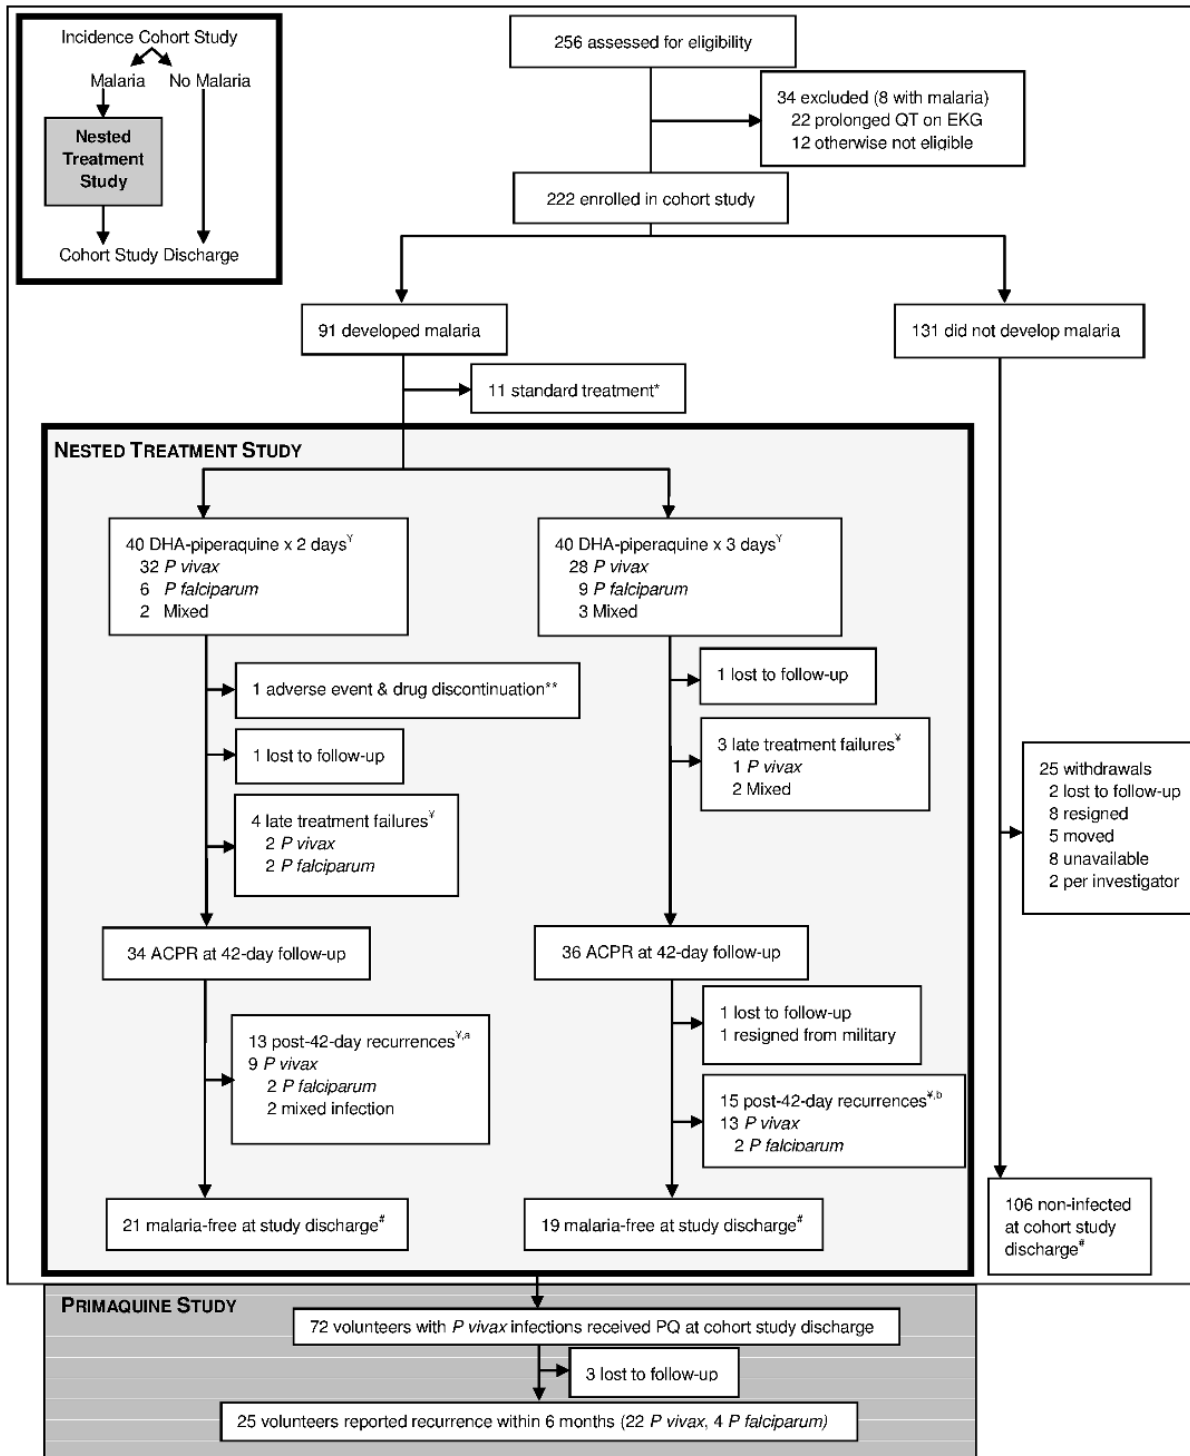 Incidence Cohort Study
Malaria No Malaria
Nested
Treatment
Study
Cohort Study Discharge
256 assessed for eligibility
34 excluded (8 with malaria)
22 prolonged QT on EKG
12 otherwise not eligible
222 enrolled in cohort study
91 developed malaria
131 did not develop malaria
11 standard treatment*
NESTED TREATMENT STUDY
40 DHA-piperaquine x 2 days^Y
32 P vivax
6 P falciparum
2 Mixed
40 DHA-piperaquine x 3 days^Y
28 P vivax
9 P falciparum
3 Mixed
1 adverse event & drug discontinuation**
1 lost to follow-up
4 late treatment failures^¥
2 P vivax
2 P falciparum
1 lost to follow-up
3 late treatment failures^¥
1 P vivax
2 Mixed
25 withdrawals
2 lost to follow-up
8 resigned
5 moved
8 unavailable
2 per investigator
34 ACPR at 42-day follow-up
36 ACPR at 42-day follow-up
13 post-42-day recurrences^¥,a
9 P vivax
2 P falciparum
2 mixed infection
1 lost to follow-up
1 resigned from military
15 post-42-day recurrences^¥,b
13 P vivax
2 P falciparum
21 malaria-free at study discharge^#
19 malaria-free at study discharge^#
106 non-infected
at cohort study
discharge^#
PRIMAQUINE STUDY
72 volunteers with P vivax infections received PQ at cohort study discharge
3 lost to follow-up
25 volunteers reported recurrence within 6 months (22 P vivax, 4 P falciparum)